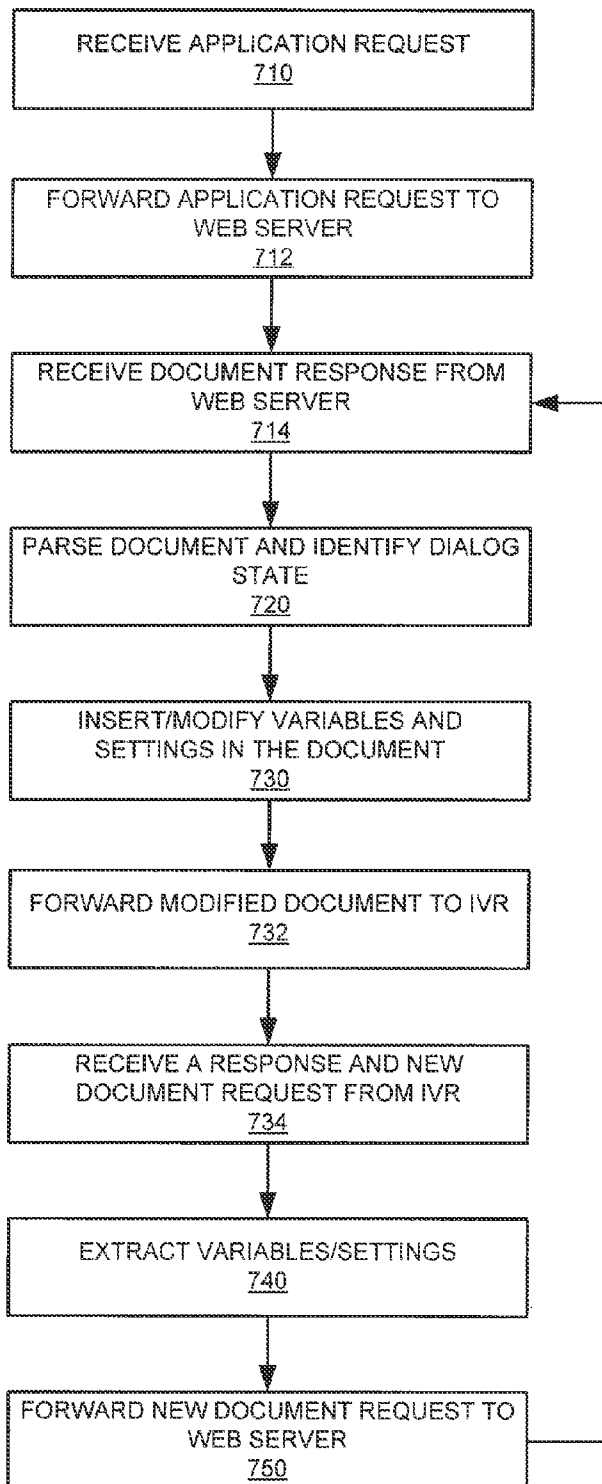 RECEIVE APPLICATION REQUEST
710
FORWARD APPLICATION REQUEST TO
WEB SERVER
712
RECEIVE DOCUMENT RESPONSE FROM
WEB SERVER
714
PARSE DOCUMENT AND IDENTIFY DIALOG
STATE
720
INSERT/MODIFY VARIABLES AND
SETTINGS IN THE DOCUMENT
730
FORWARD MODIFIED DOCUMENT TO IVR
732
RECEIVE A RESPONSE AND NEW
DOCUMENT REQUEST FROM IVR
734
EXTRACT VARIABLES/SETTINGS
740
FORWARD NEW DOCUMENT REQUEST TO
WEB SERVER
750